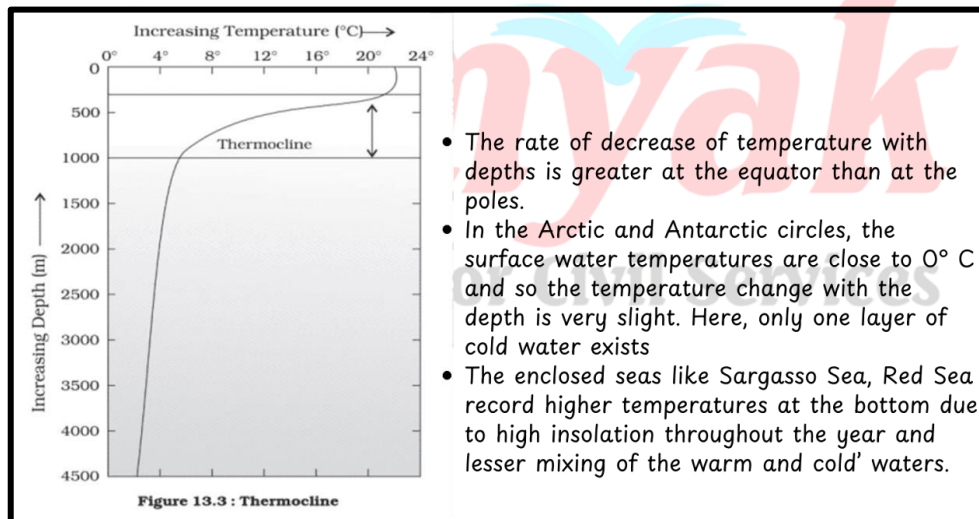 Increasing Temperature (°C)
0° 4° 8° 12° 16° 20° 24°
0
500
Thermocline
1000
1500
2000
2500
3000
3500
4000
4500
Increasing Depth (m)
Figure 13.3 : Thermocline
• The rate of decrease of temperature with
depths is greater at the equator than at the
poles.
• In the Arctic and Antarctic circles, the
surface water temperatures are close to 0° C
and so the temperature change with the
depth is very slight. Here, only one layer of
cold water exists
• The enclosed seas like Sargasso Sea, Red Sea
record higher temperatures at the bottom due
to high insolation throughout the year and
lesser mixing of the warm and cold’ waters.
nyak
or Civil Services